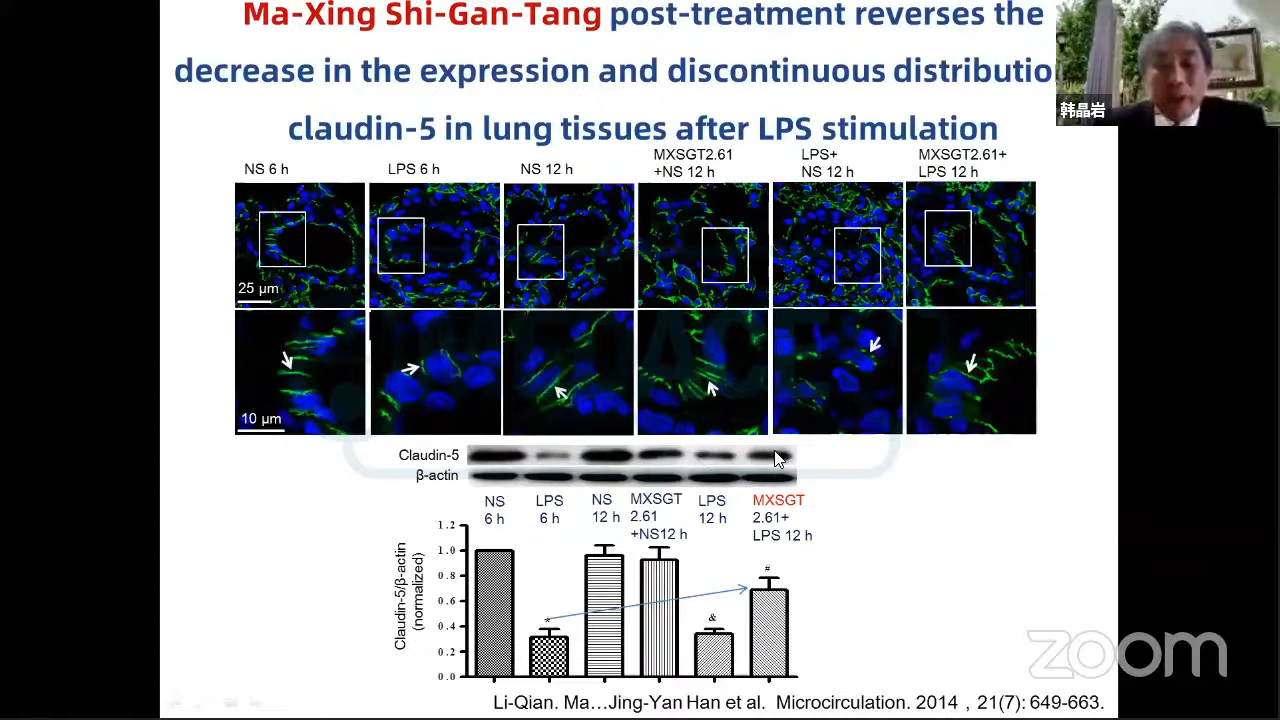 Ma-Xing Shi-Gan-Tang post-treatment reverses the
decrease in the expression and discontinuous distributio
claudin-5 in lung tissues after LPS stimulation
韩晶岩
NS 6 h
LPS 6 h
NS 12 h
MXSGT2.61
+NS 12 h
LPS+
NS 12 h
MXSGT2.61+
LPS 12 h
25 µm
10 µm
Claudin-5
β-actin
NS
6 h
LPS
6 h
NS
12 h
MXSGT
2.61
+NS12 h
LPS
12 h
MXSGT
2.61+
LPS 12 h
Claudin-5/β-actin
(normalized)
1.2
1.0
0.8
0.6
0.4
0.2
0.0
*
&
#
Li-Qian. Ma…Jing-Yan Han et al. Microcirculation. 2014 , 21(7): 649-663.
zoom